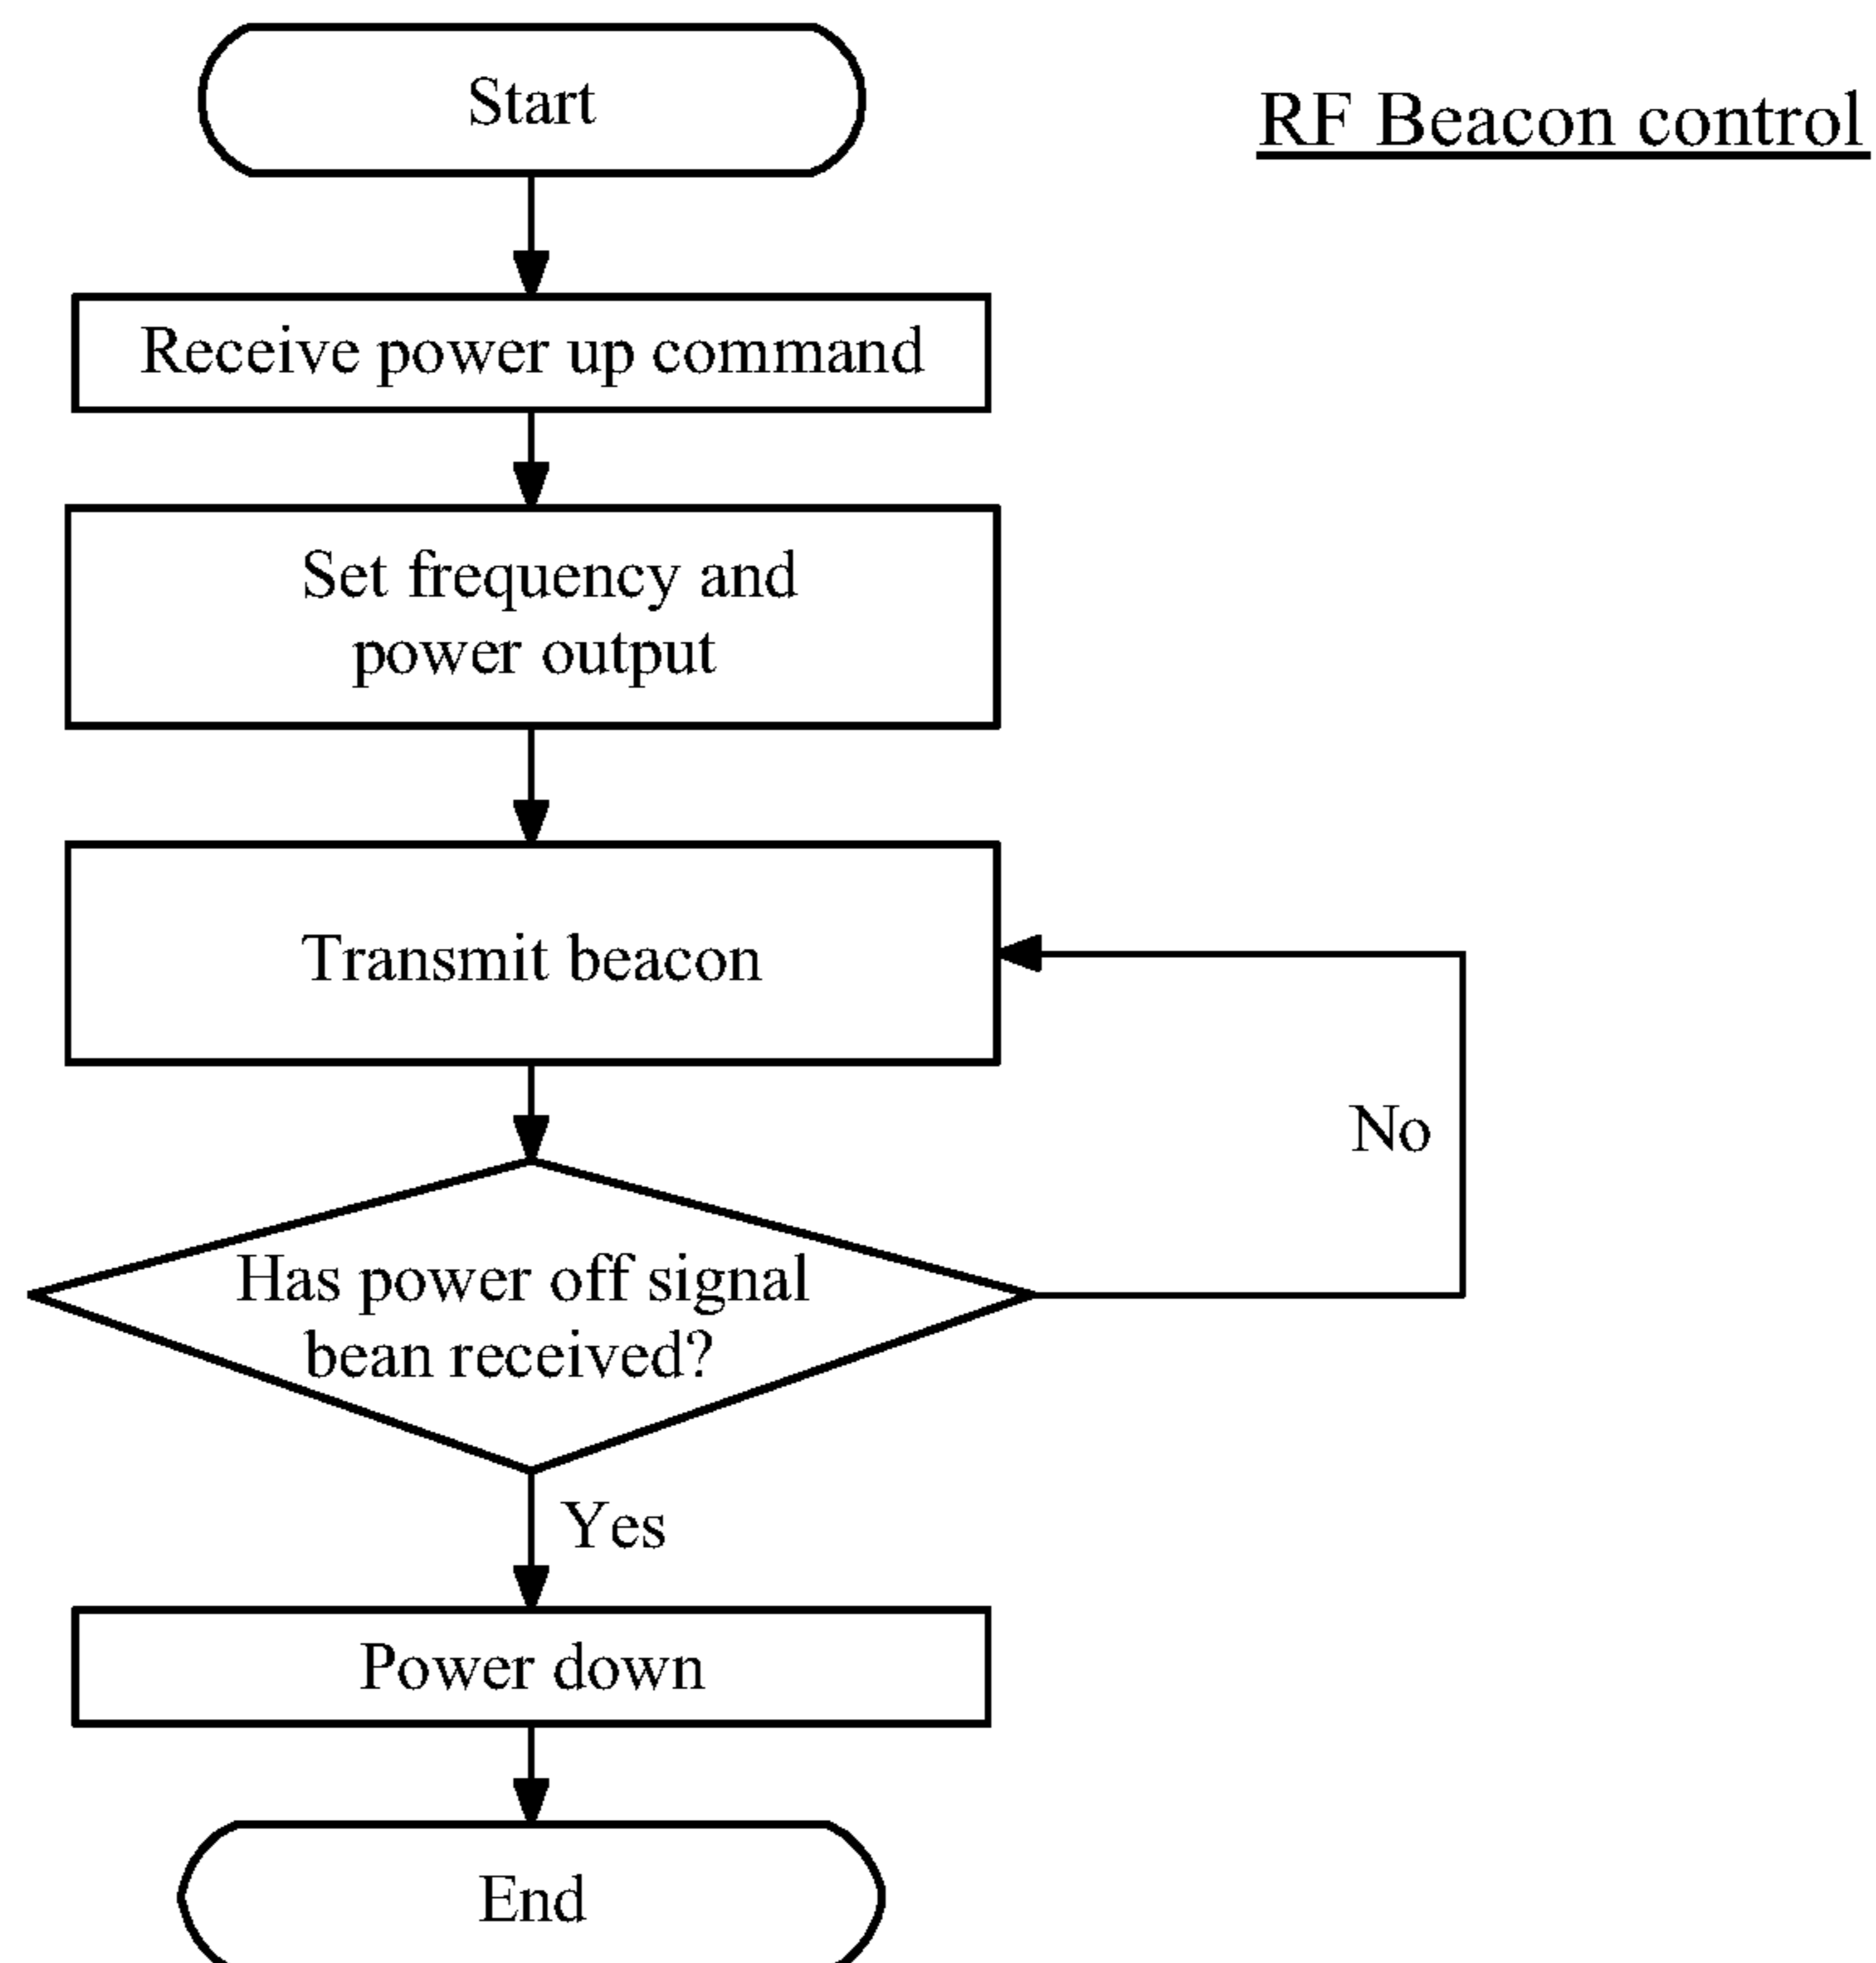 Start
RF Beacon control
Receive power up command
Set frequency and
power output
Transmit beacon
No
Has power off signal
bean received?
Yes
Power down
End